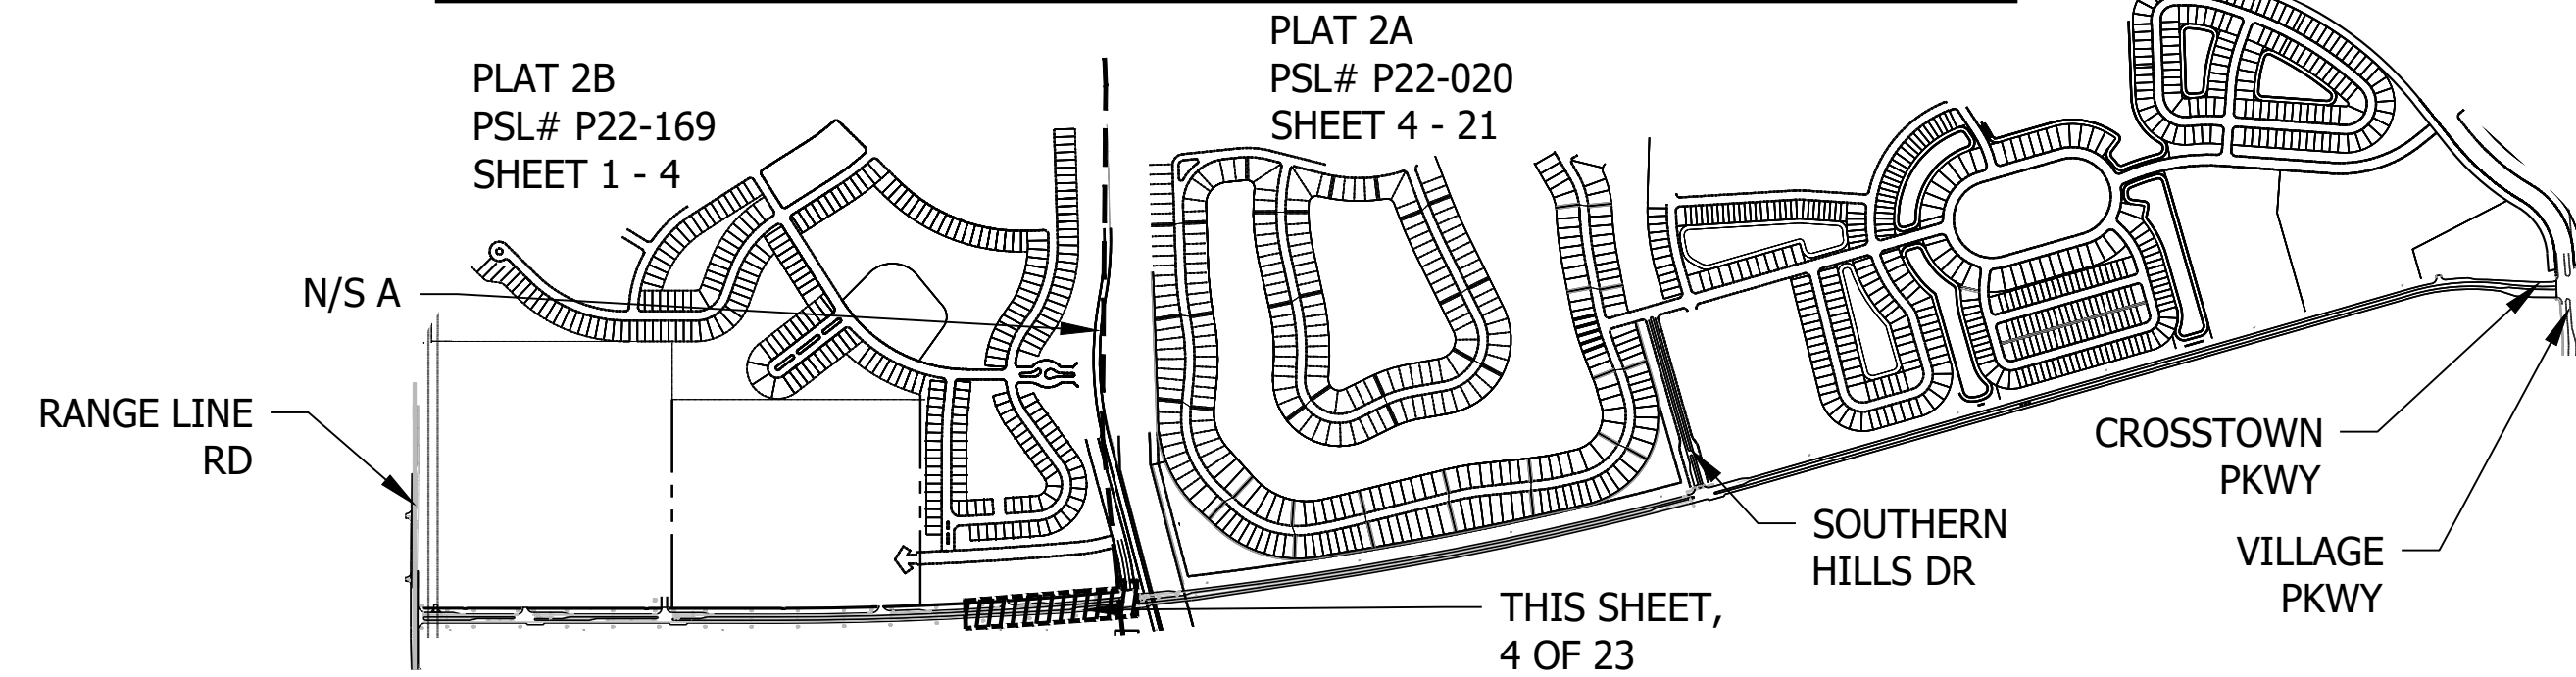 PLAT 2B
PSL# P22-169
SHEET 1 - 4
PLAT 2A
PSL# P22-020
SHEET 4 - 21
N/S A
RANGE LINE
RD
CROSSTOWN
PKWY
SOUTHERN
HILLS DR
VILLAGE
PKWY
THIS SHEET,
4 OF 23